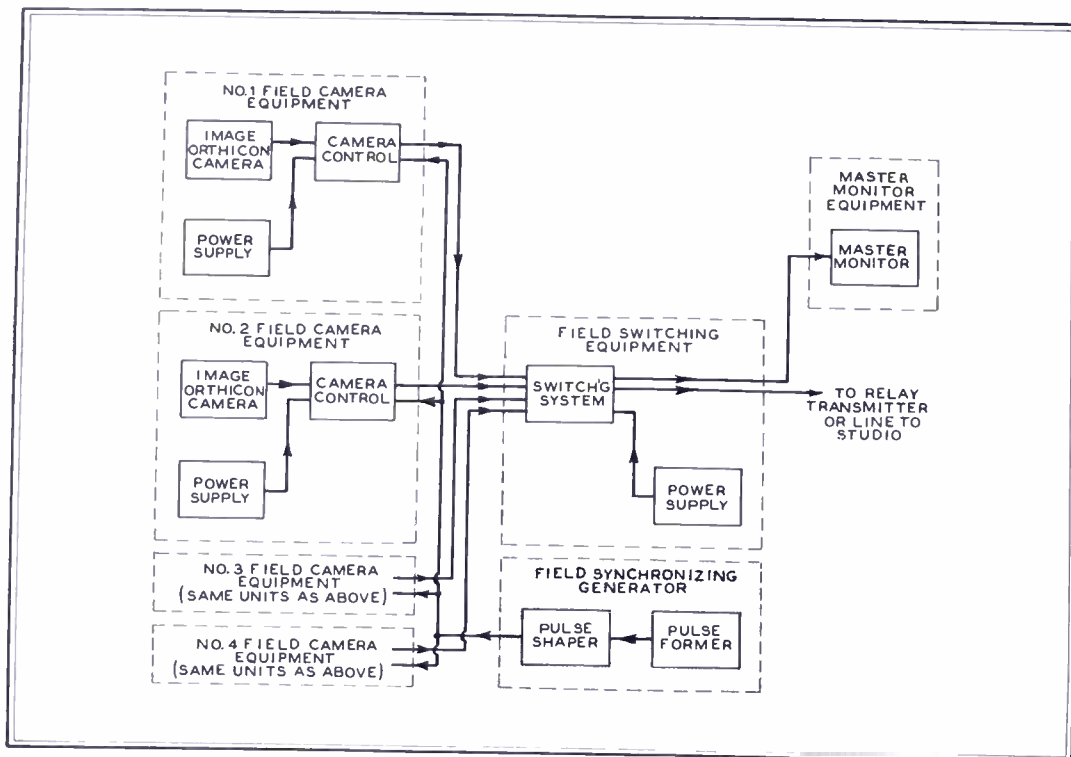 NO.1 FIELD CAMERA
EQUIPMENT
IMAGE
ORTHICON
CAMERA
CAMERA
CONTROL
POWER
SUPPLY
MASTER
MONITOR
EQUIPMENT
MASTER
MONITOR
NO.2 FIELD CAMERA
EQUIPMENT
IMAGE
ORTHICON
CAMERA
CAMERA
CONTROL
POWER
SUPPLY
FIELD SWITCHING
EQUIPMENT
SWITCH'G
SYSTEM
POWER
SUPPLY
TO RELAY
TRANSMITTER
OR LINE TO
STUDIO
NO.3 FIELD CAMERA
EQUIPMENT
(SAME UNITS AS ABOVE)
NO.4 FIELD CAMERA
EQUIPMENT
(SAME UNITS AS ABOVE)
FIELD SYNCHRONIZING
GENERATOR
PULSE
SHAPER
PULSE
FORMER